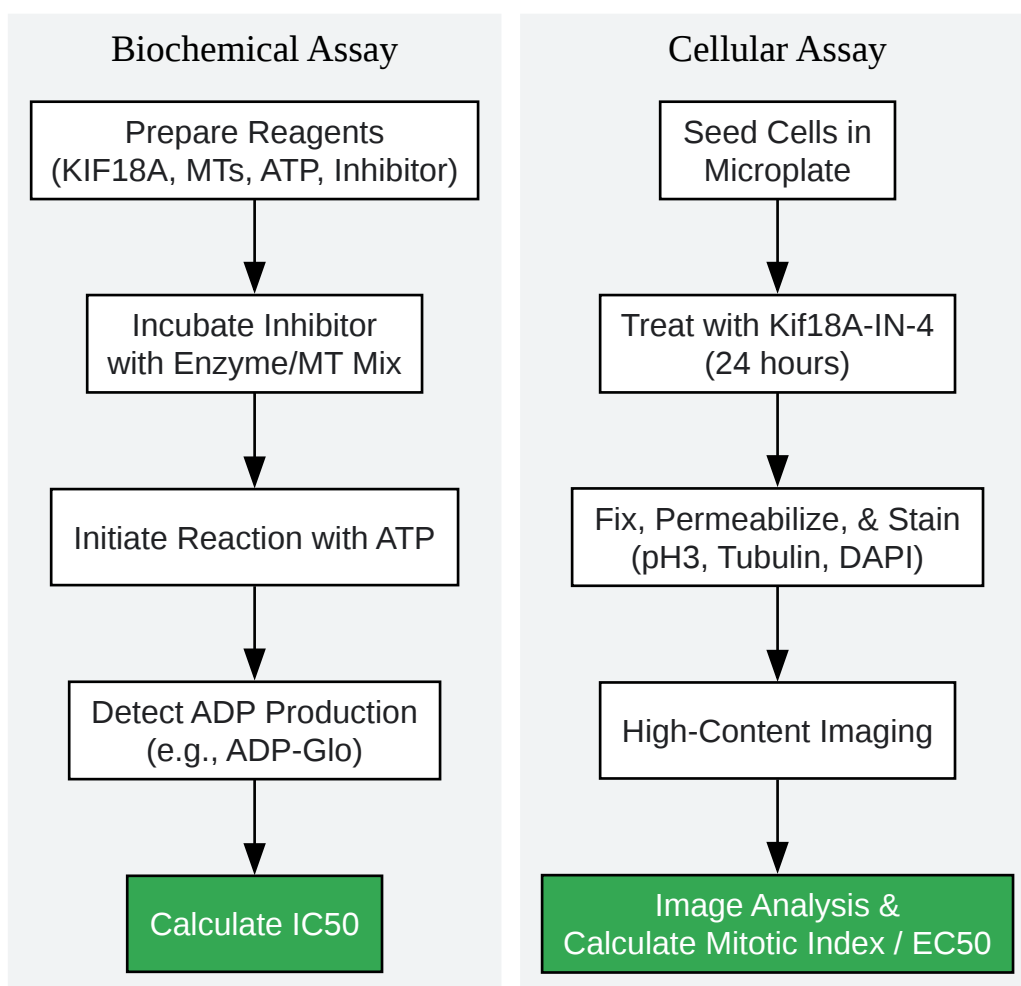 Biochemical Assay
Prepare Reagents
(KIF18A, MTs, ATP, Inhibitor)
Incubate Inhibitor
with Enzyme/MT Mix
Initiate Reaction with ATP
Detect ADP Production
(e.g., ADP-Glo)
Calculate IC50
Cellular Assay
Seed Cells in
Microplate
Treat with Kif18A-IN-4
(24 hours)
Fix, Permeabilize, & Stain
(pH3, Tubulin, DAPI)
High-Content Imaging
Image Analysis &
Calculate Mitotic Index / EC50